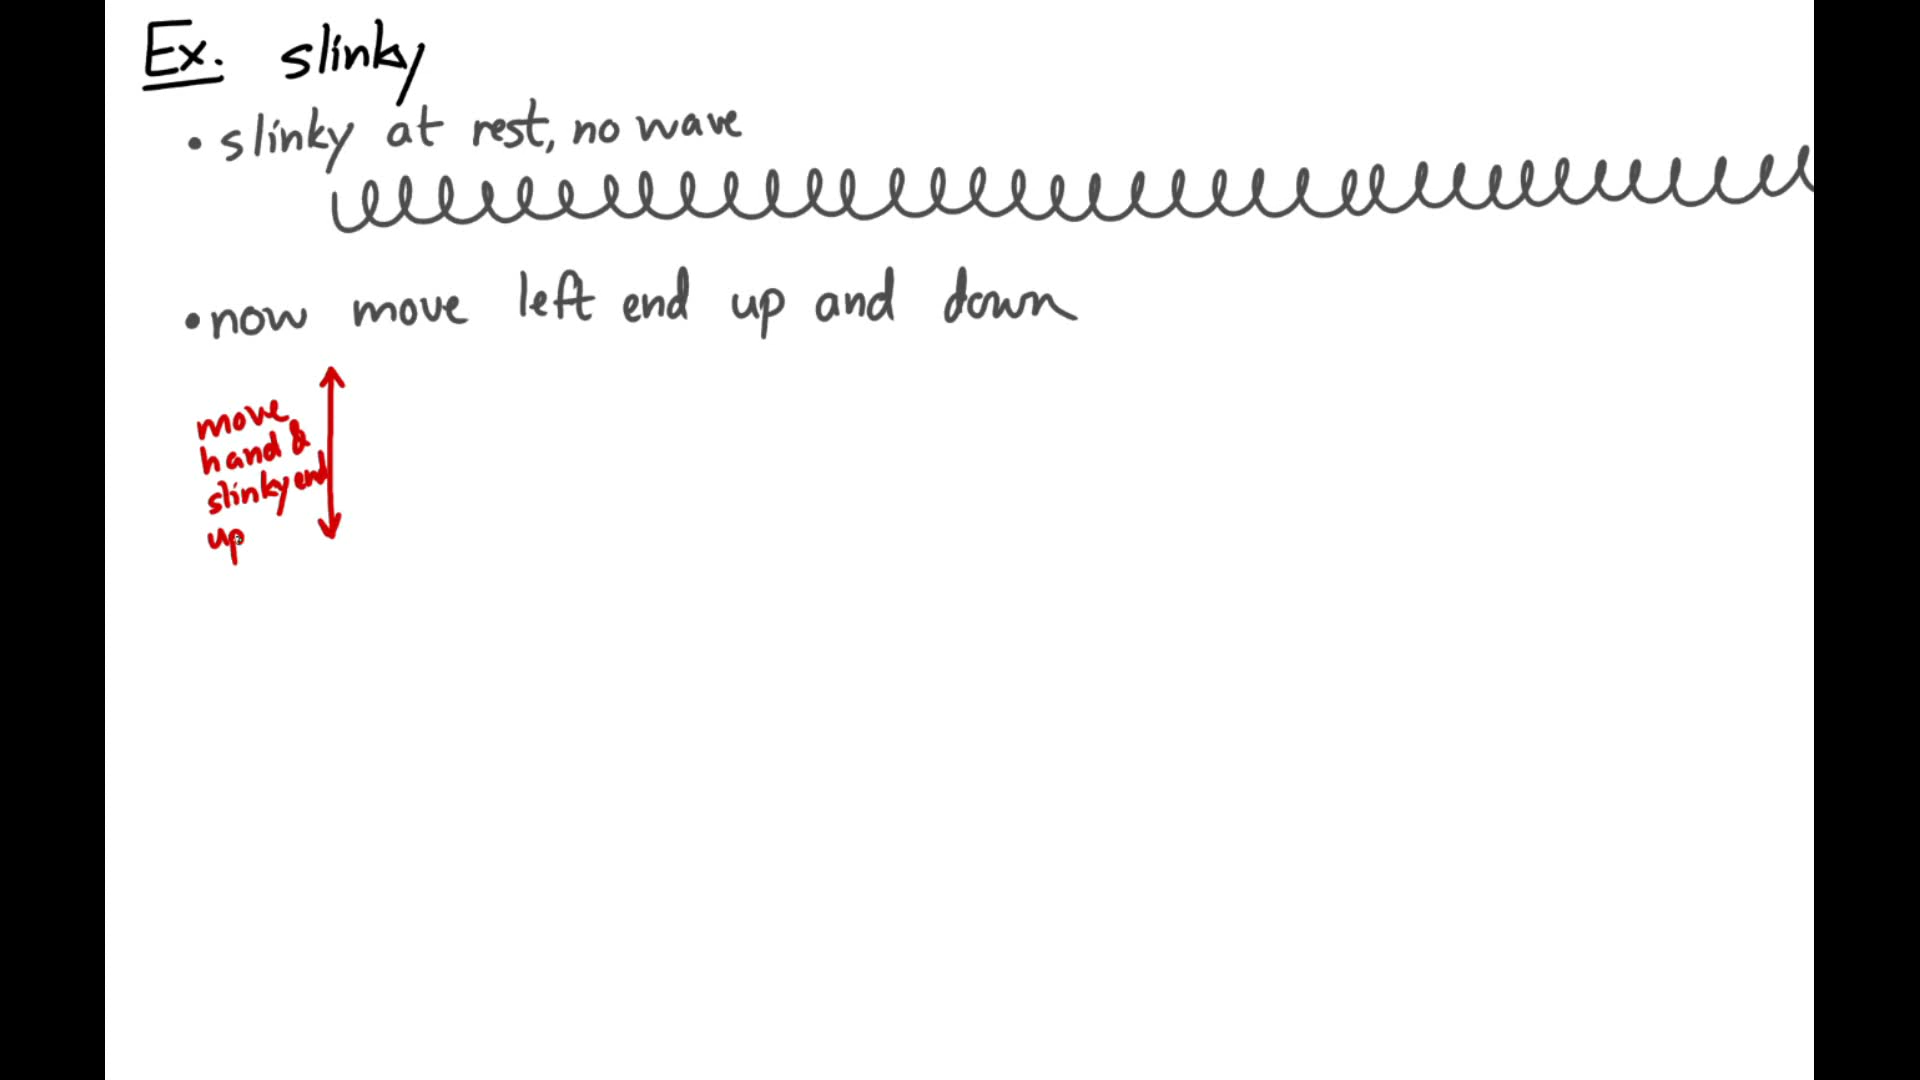 Ex. slinky
• slinky at rest, no wave
• now move left end up and down
move
hand &
slinky end
up